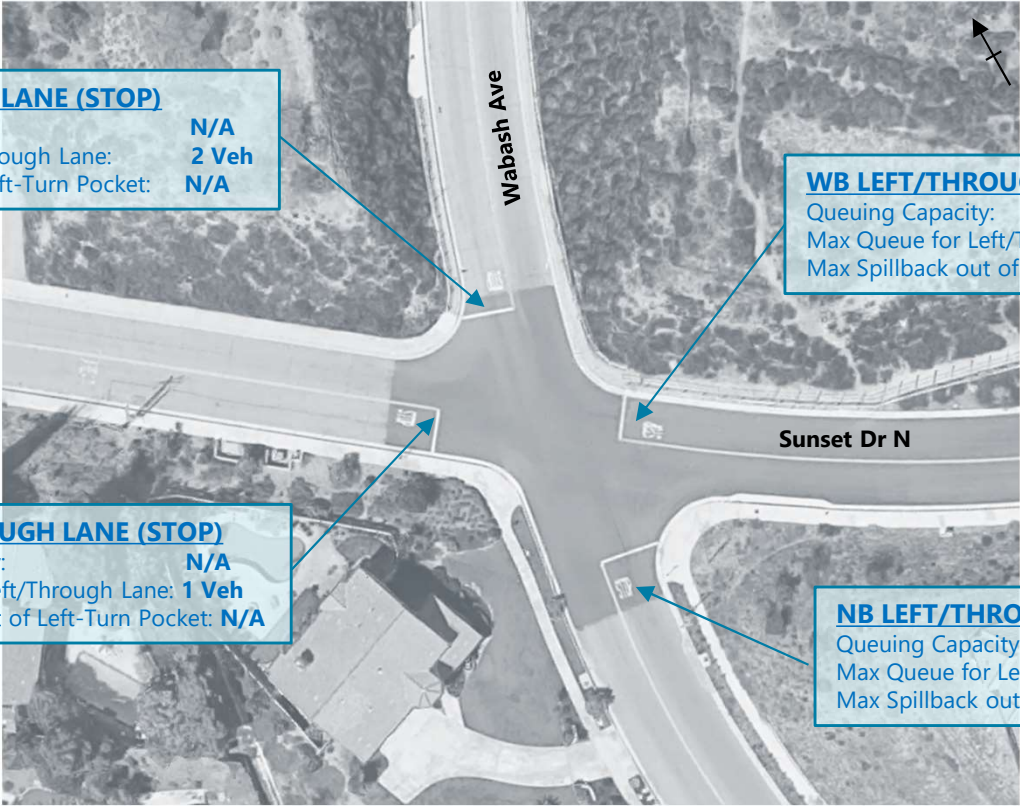 LANE (STOP)
N/A
ough Lane: 2 Veh
ft-Turn Pocket: N/A
Wabash Ave
WB LEFT/THROU
Queuing Capacity:
Max Queue for Left/T
Max Spillback out of
Sunset Dr N
UGH LANE (STOP)
: N/A
eft/Through Lane: 1 Veh
t of Left-Turn Pocket: N/A
NB LEFT/THRO
Queuing Capacity
Max Queue for Le
Max Spillback out